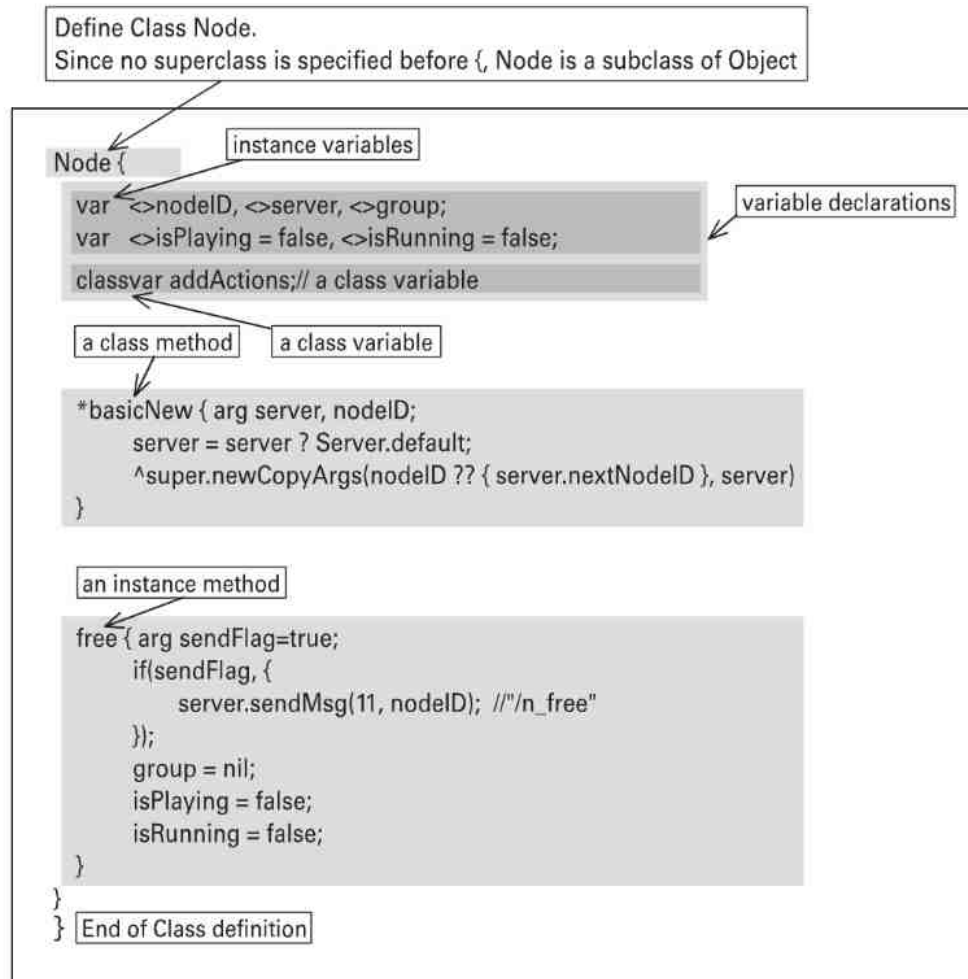 Define Class Node.
Since no superclass is specified before {, Node is a subclass of Object
instance variables
Node {
var <>nodeID, <>server, <>group;
variable declarations
var <>isPlaying = false, <>isRunning = false;
classvar addActions;// a class variable
a class method
a class variable
*basicNew { arg server, nodeID;
server = server ? Server.default;
^super.newCopyArgs(nodeID ?? { server.nextNodeID }, server)
}
an instance method
free { arg sendFlag=true;
if(sendFlag, {
server.sendMsg(11, nodeID); //"/n_free"
});
group = nil;
isPlaying = false;
isRunning = false;
}
}
} End of Class definition